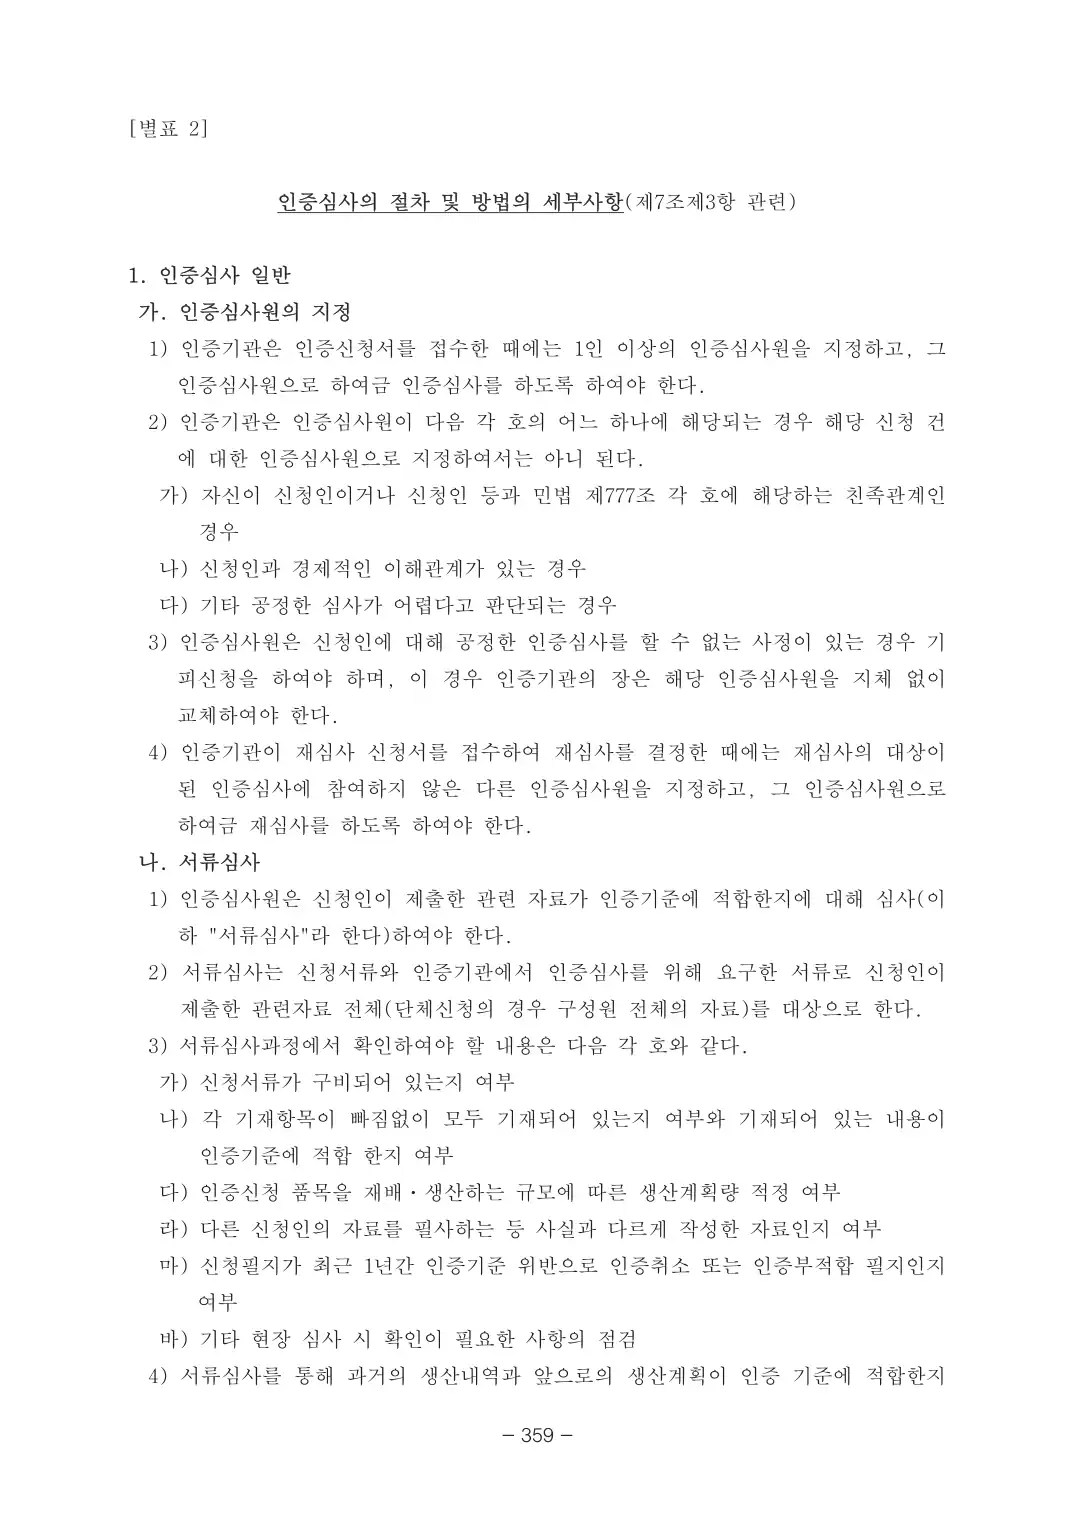 [별표 2]
인증심사의 절차 및 방법의 세부사항(제7조제3항 관련)
1. 인증심사 일반
가. 인증심사원의 지정
1) 인증기관은 인증신청서를 접수한 때에는 1인 이상의 인증심사원을 지정하고, 그
인증심사원으로 하여금 인증심사를 하도록 하여야 한다.
2) 인증기관은 인증심사원이 다음 각 호의 어느 하나에 해당되는 경우 해당 신청 건
에 대한 인증심사원으로 지정하여서는 아니 된다.
가) 자신이 신청인이거나 신청인 등과 민법 제777조 각 호에 해당하는 친족관계인
경우
나) 신청인과 경제적인 이해관계가 있는 경우
다) 기타 공정한 심사가 어렵다고 판단되는 경우
3) 인증심사원은 신청인에 대해 공정한 인증심사를 할 수 없는 사정이 있는 경우 기
피신청을 하여야 하며, 이 경우 인증기관의 장은 해당 인증심사원을 지체 없이
교체하여야 한다.
4) 인증기관이 재심사 신청서를 접수하여 재심사를 결정한 때에는 재심사의 대상이
된 인증심사에 참여하지 않은 다른 인증심사원을 지정하고, 그 인증심사원으로
하여금 재심사를 하도록 하여야 한다.
나. 서류심사
1) 인증심사원은 신청인이 제출한 관련 자료가 인증기준에 적합한지에 대해 심사(이
하 "서류심사"라 한다)하여야 한다.
2) 서류심사는 신청서류와 인증기관에서 인증심사를 위해 요구한 서류로 신청인이
제출한 관련자료 전체(단체신청의 경우 구성원 전체의 자료)를 대상으로 한다.
3) 서류심사과정에서 확인하여야 할 내용은 다음 각 호와 같다.
가) 신청서류가 구비되어 있는지 여부
나) 각 기재항목이 빠짐없이 모두 기재되어 있는지 여부와 기재되어 있는 내용이
인증기준에 적합 한지 여부
다) 인증신청 품목을 재배・생산하는 규모에 따른 생산계획량 적정 여부
라) 다른 신청인의 자료를 필사하는 등 사실과 다르게 작성한 자료인지 여부
마) 신청필지가 최근 1년간 인증기준 위반으로 인증취소 또는 인증부적합 필지인지
여부
바) 기타 현장 심사 시 확인이 필요한 사항의 점검
4) 서류심사를 통해 과거의 생산내역과 앞으로의 생산계획이 인증 기준에 적합한지
- 359 -